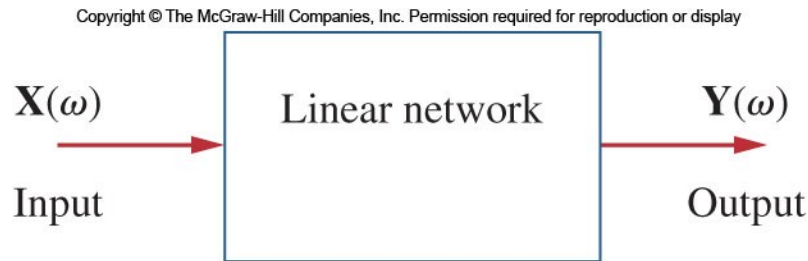 Copyright © The McGraw-Hill Companies, Inc. Permission required for reproduction or display
X(ω)
Linear network
Y(ω)
Input
Output